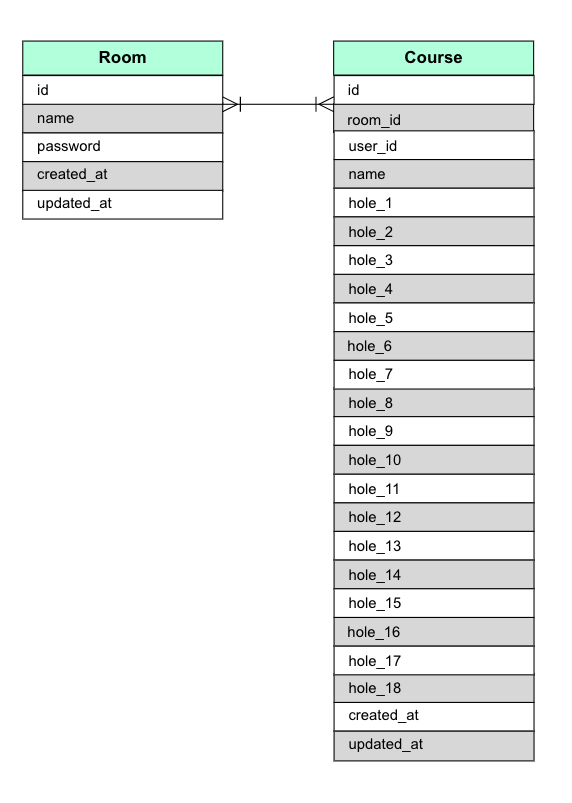 Room
id
name
password
created_at
updated_at
Course
id
room_id
user_id
name
hole_1
hole_2
hole_3
hole_4
hole_5
hole_6
hole_7
hole_8
hole_9
hole_10
hole_11
hole_12
hole_13
hole_14
hole_15
hole_16
hole_17
hole_18
created_at
updated_at